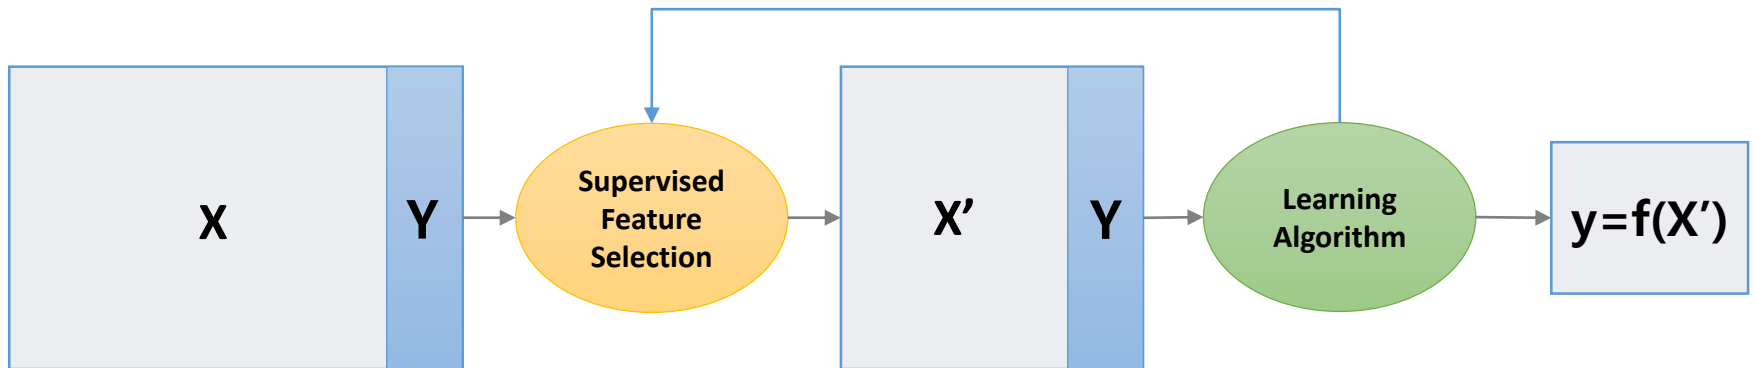 X
Y
Supervised
Feature
Selection
X’
Y
Learning
Algorithm
y=f(X’)